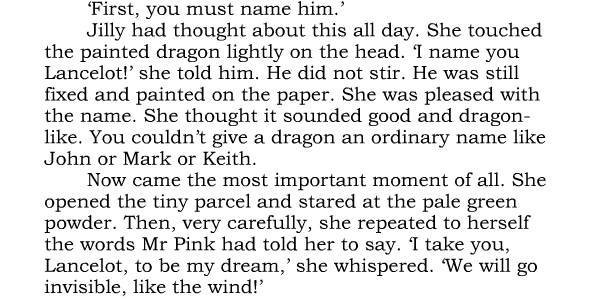 ‘First, you must name him.’
Jilly had thought about this all day. She touched
the painted dragon lightly on the head. ‘I name you
Lancelot!’ she told him. He did not stir. He was still
fixed and painted on the paper. She was pleased with
the name. She thought it sounded good and dragon-
like. You couldn’t give a dragon an ordinary name like
John or Mark or Keith.
Now came the most important moment of all. She
opened the tiny parcel and stared at the pale green
powder. Then, very carefully, she repeated to herself
the words Mr Pink had told her to say. ‘I take you,
Lancelot, to be my dream,’ she whispered. ‘We will go
invisible, like the wind!’